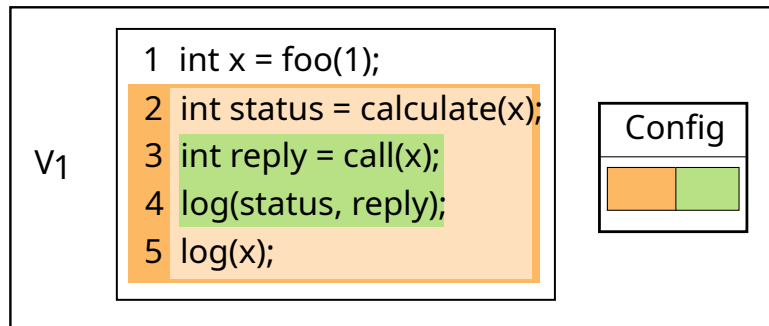 1 int x = foo(1);
2 int status = calculate(x);
3 int reply = call(x);
4 log(status, reply);
5 log(x);
V1
Config